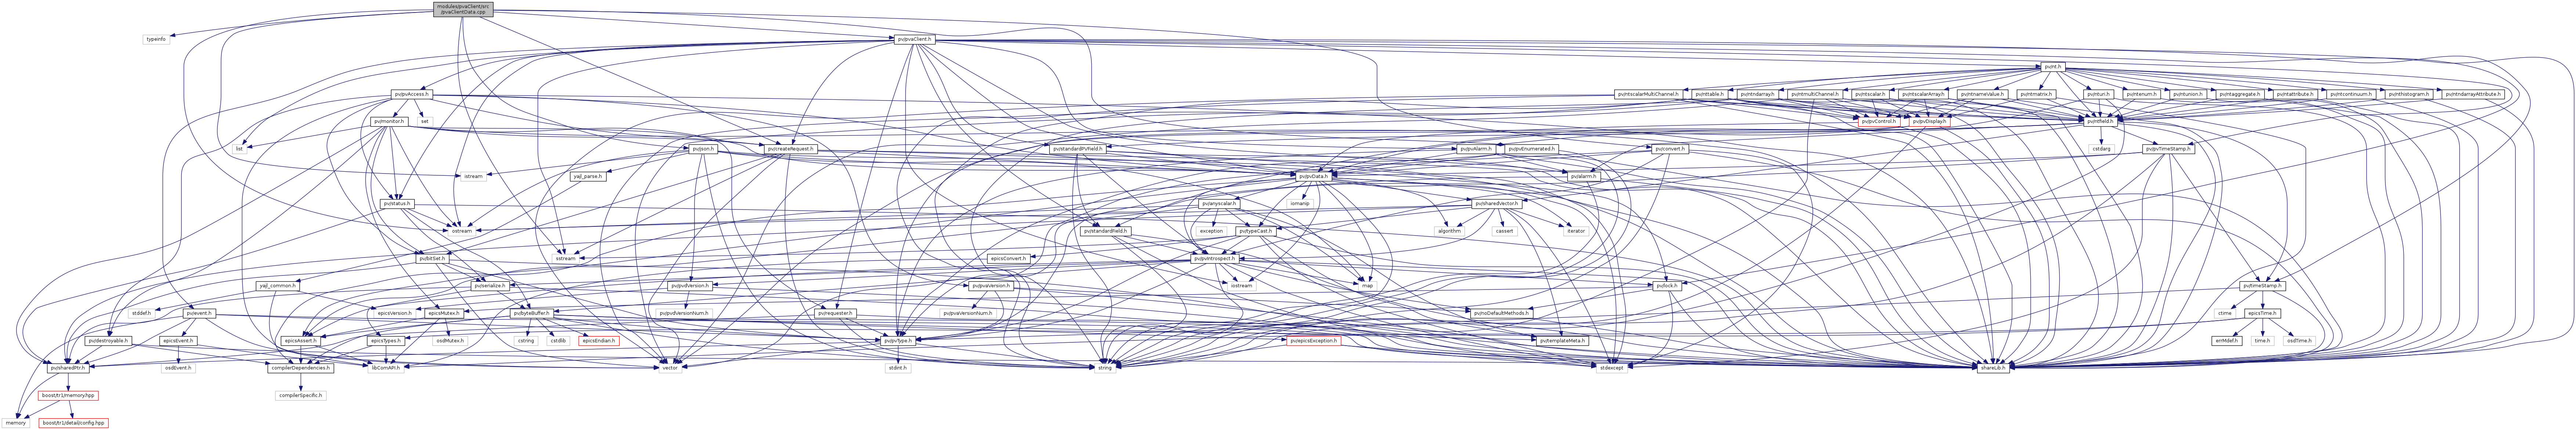 modules/pvaClient/src
/pvaClientData.cpp
typeinfo
pv/pvaClient.h
pv/nt.h
pv/pvAccess.h
set
pv/ntscalarMultiChannel.h
pv/nttable.h
pv/ntndarray.h
pv/ntmultiChannel.h
pv/ntscalar.h
pv/ntscalarArray.h
pv/ntnameValue.h
pv/ntmatrix.h
pv/nturi.h
pv/ntenum.h
pv/ntunion.h
pv/ntaggregate.h
pv/ntattribute.h
pv/ntcontinuum.h
pv/nthistogram.h
pv/ntndarrayAttribute.h
pv/monitor.h
pv/pvControl.h
pv/pvDisplay.h
pv/ntfield.h
list
pv/json.h
pv/createRequest.h
pv/standardPVField.h
pv/pvAlarm.h
pv/pvEnumerated.h
pv/convert.h
cstdarg
pv/pvTimeStamp.h
istream
yajl_parse.h
pv/pvData.h
pv/alarm.h
pv/status.h
pv/anyscalar.h
iomanip
pv/sharedVector.h
ostream
pv/standardField.h
exception
pv/typeCast.h
algorithm
cassert
iterator
pv/bitSet.h
sstream
epicsConvert.h
pv/pvIntrospect.h
yajl_common.h
pv/serialize.h
pv/pvdVersion.h
pv/pvaVersion.h
iostream
map
pv/lock.h
pv/timeStamp.h
stddef.h
pv/event.h
epicsVersion.h
epicsMutex.h
pv/byteBuffer.h
pv/pvdVersionNum.h
pv/requester.h
pv/pvaVersionNum.h
pv/noDefaultMethods.h
ctime
epicsTime.h
pv/destroyable.h
epicsEvent.h
epicsAssert.h
epicsTypes.h
osdMutex.h
cstring
cstdlib
epicsEndian.h
pv/pvType.h
pv/epicsException.h
pv/templateMeta.h
errMdef.h
time.h
osdTime.h
pv/sharedPtr.h
osdEvent.h
compilerDependencies.h
libComAPI.h
vector
stdint.h
string
stdexcept
shareLib.h
boost/tr1/memory.hpp
compilerSpecific.h
memory
boost/tr1/detail/config.hpp